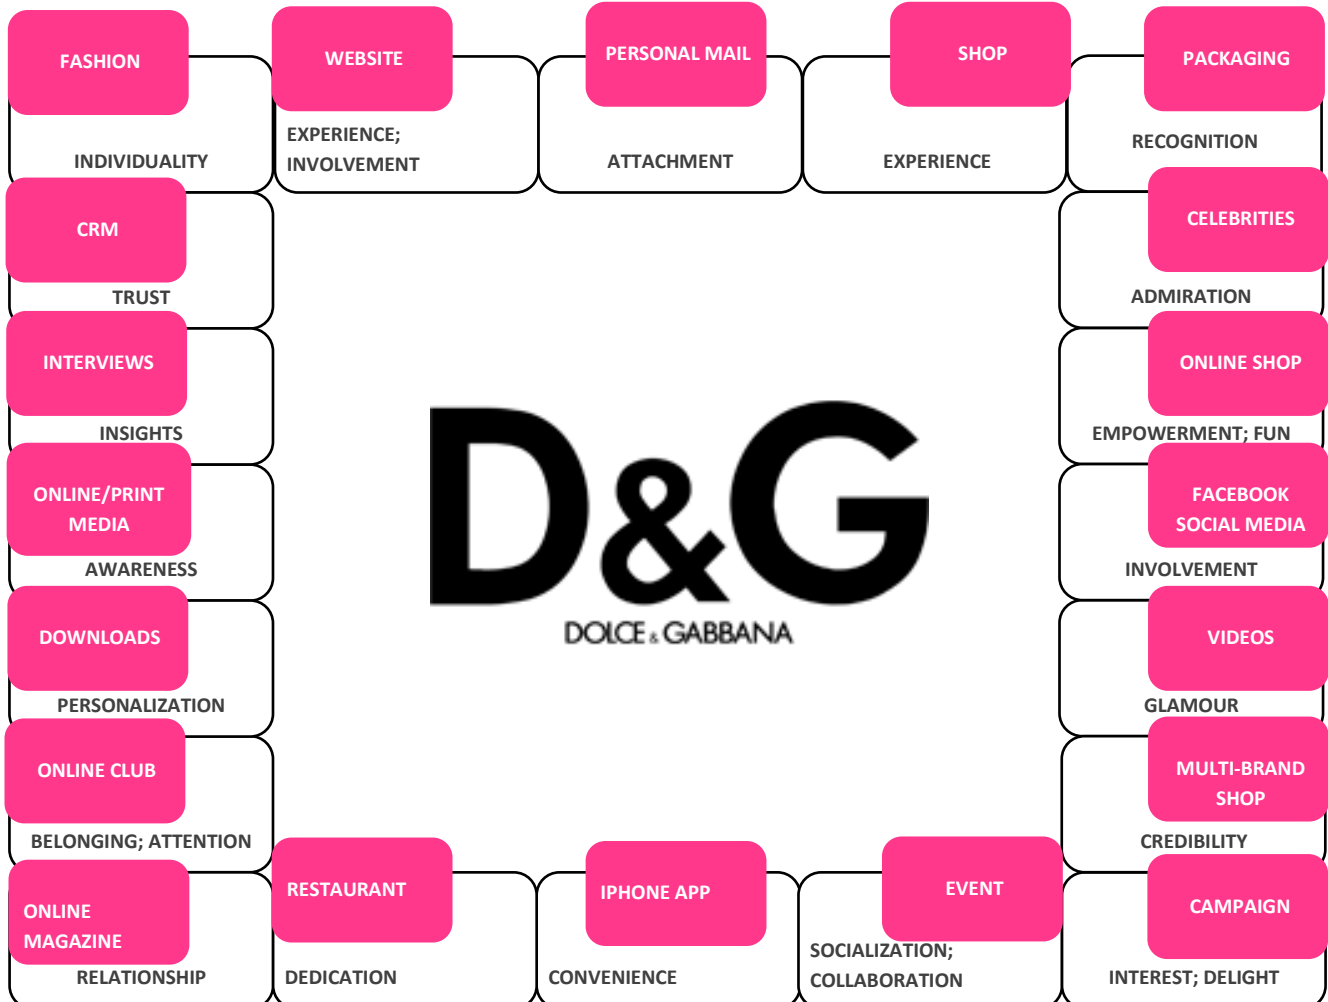 FASHION
WEBSITE
PERSONAL MAIL
SHOP
PACKAGING
INDIVIDUALITY
EXPERIENCE;
INVOLVEMENT
ATTACHMENT
EXPERIENCE
RECOGNITION
CRM
TRUST
CELEBRITIES
ADMIRATION
INTERVIEWS
INSIGHTS
ONLINE SHOP
EMPOWERMENT; FUN
ONLINE/PRINT
MEDIA
AWARENESS
FACEBOOK
SOCIAL MEDIA
INVOLVEMENT
D&G
DOLCE & GABBANA
DOWNLOADS
PERSONALIZATION
VIDEOS
GLAMOUR
ONLINE CLUB
BELONGING; ATTENTION
MULTI-BRAND
SHOP
CREDIBILITY
ONLINE
MAGAZINE
RELATIONSHIP
RESTAURANT
DEDICATION
IPHONE APP
CONVENIENCE
EVENT
SOCIALIZATION;
COLLABORATION
CAMPAIGN
INTEREST; DELIGHT